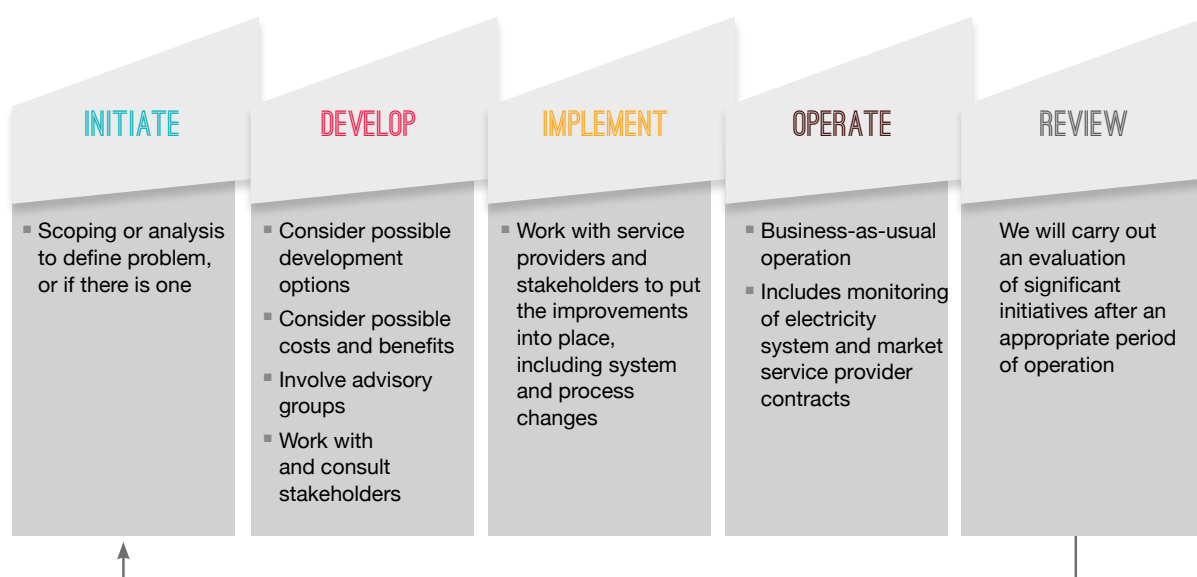 INITIATE
Scoping or analysis
to define problem,
or if there is one
DEVELOP
Consider possible
development
options
Consider possible
costs and benefits
Involve advisory
groups
Work with
and consult
stakeholders
IMPLEMENT
Work with service
providers and
stakeholders to put
the improvements
into place,
including system
and process
changes
OPERATE
Business-as-usual
operation
Includes monitoring
of electricity
system and market
service provider
contracts
REVIEW
We will carry out
an evaluation
of significant
initiatives after an
appropriate period
of operation